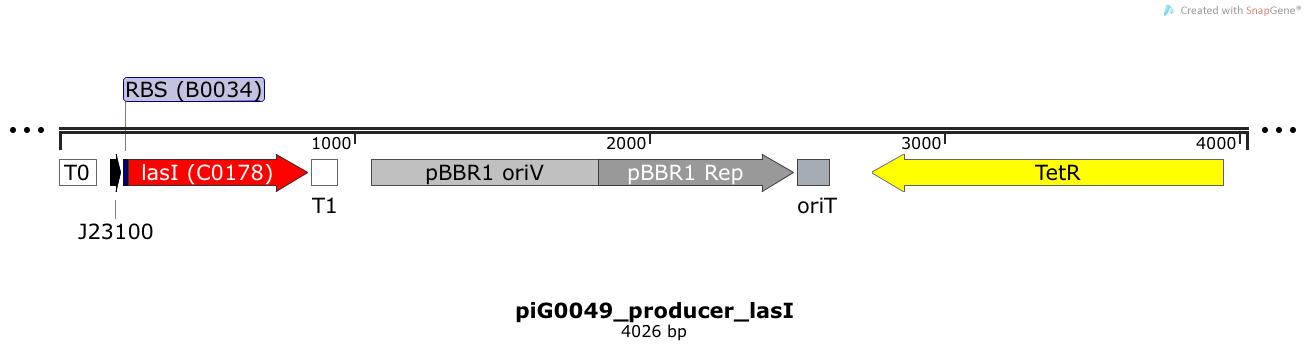 Created with SnapGene®
RBS (B0034)
1000
2000
3000
4000
T0
lasI (C0178)
pBBR1 oriV
pBBR1 Rep
TetR
T1
oriT
J23100
piG0049_producer_lasI
4026 bp